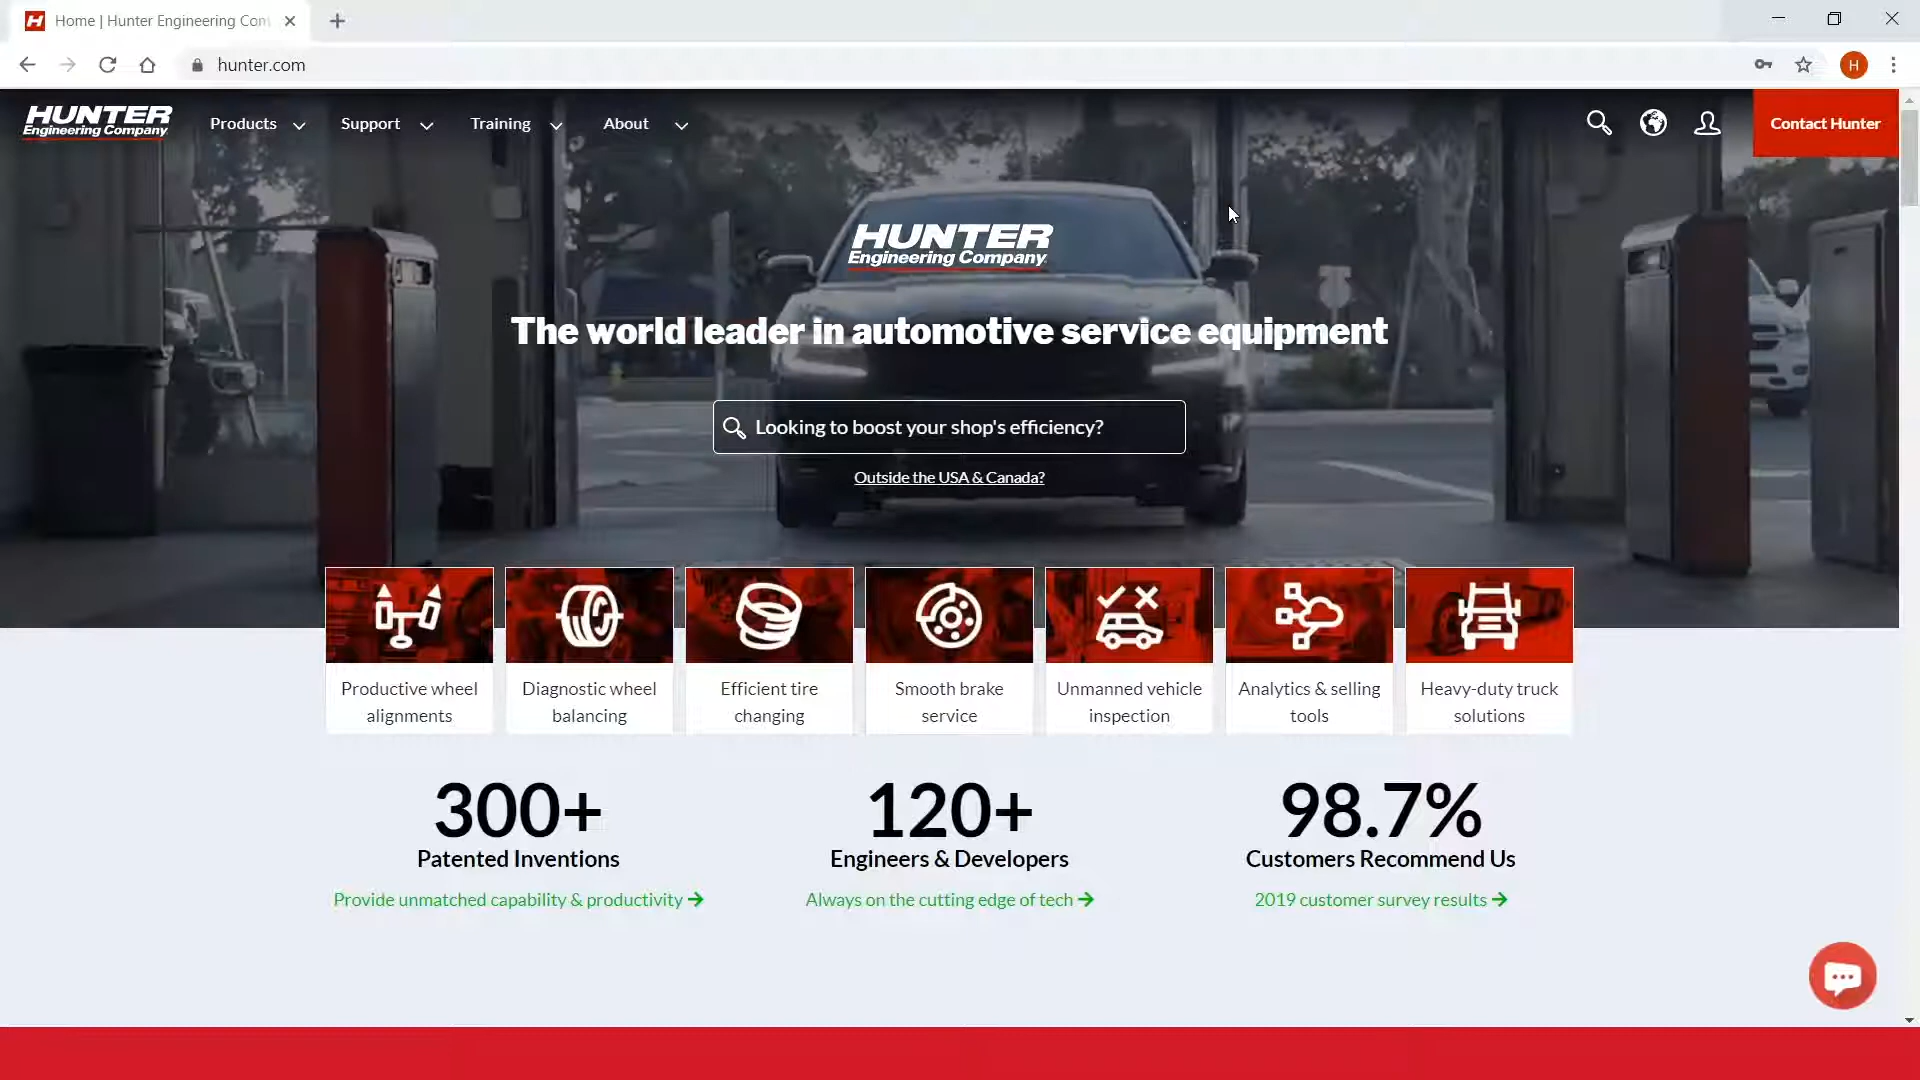 Home | Hunter Engineering Com
hunter.com
H
HUNTER
Engineering Company
Products
Support
Training
About
Contact Hunter
HUNTER
Engineering Company
The world leader in automotive service equipment
Looking to boost your shop's efficiency?
Outside the USA & Canada?
Productive wheel
alignments
Diagnostic wheel
balancing
Efficient tire
changing
Smooth brake
service
Unmanned vehicle
inspection
Analytics & selling
tools
Heavy-duty truck
solutions
300+
Patented Inventions
Provide unmatched capability & productivity →
120+
Engineers & Developers
Always on the cutting edge of tech →
98.7%
Customers Recommend Us
2019 customer survey results →